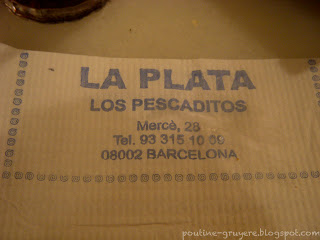 LA PLATA
LOS PESCADITOS
Mercè, 28
Tel. 93 315 10 09
08002 BARCELONA
poutine-gruyere.blogspot.com